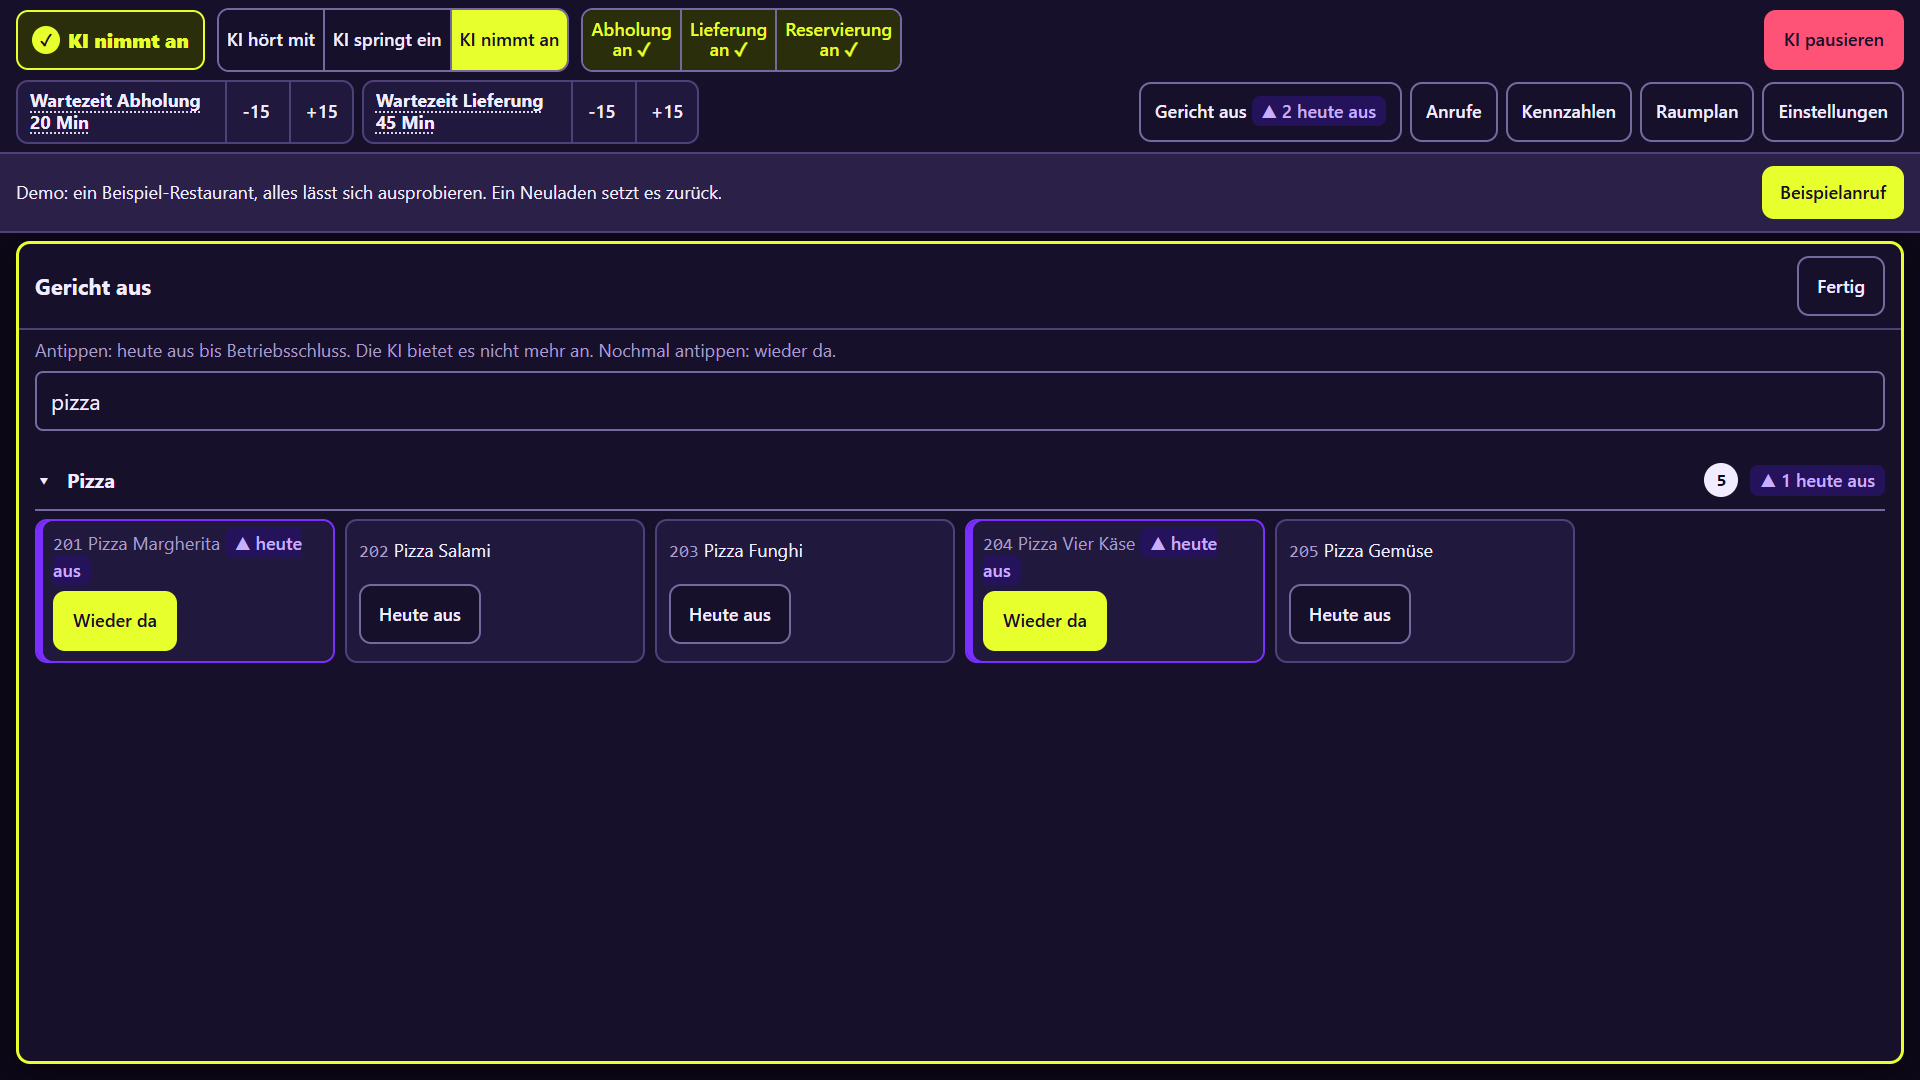 ✓ KI nimmt an
KI hört mit
KI springt ein
KI nimmt an
Abholung
an ✓
Lieferung
an ✓
Reservierung
an ✓
KI pausieren
Wartezeit Abholung
20 Min
-15
+15
Wartezeit Lieferung
45 Min
-15
+15
Gericht aus ▲ 2 heute aus
Anrufe
Kennzahlen
Raumplan
Einstellungen
Demo: ein Beispiel-Restaurant, alles lässt sich ausprobieren. Ein Neuladen setzt es zurück.
Beispielanruf
Gericht aus
Fertig
Antippen: heute aus bis Betriebsschluss. Die KI bietet es nicht mehr an. Nochmal antippen: wieder da.
pizza
▼ Pizza
5
▲ 1 heute aus
201 Pizza Margherita ▲ heute
aus
Wieder da
202 Pizza Salami
Heute aus
203 Pizza Funghi
Heute aus
204 Pizza Vier Käse ▲ heute
aus
Wieder da
205 Pizza Gemüse
Heute aus